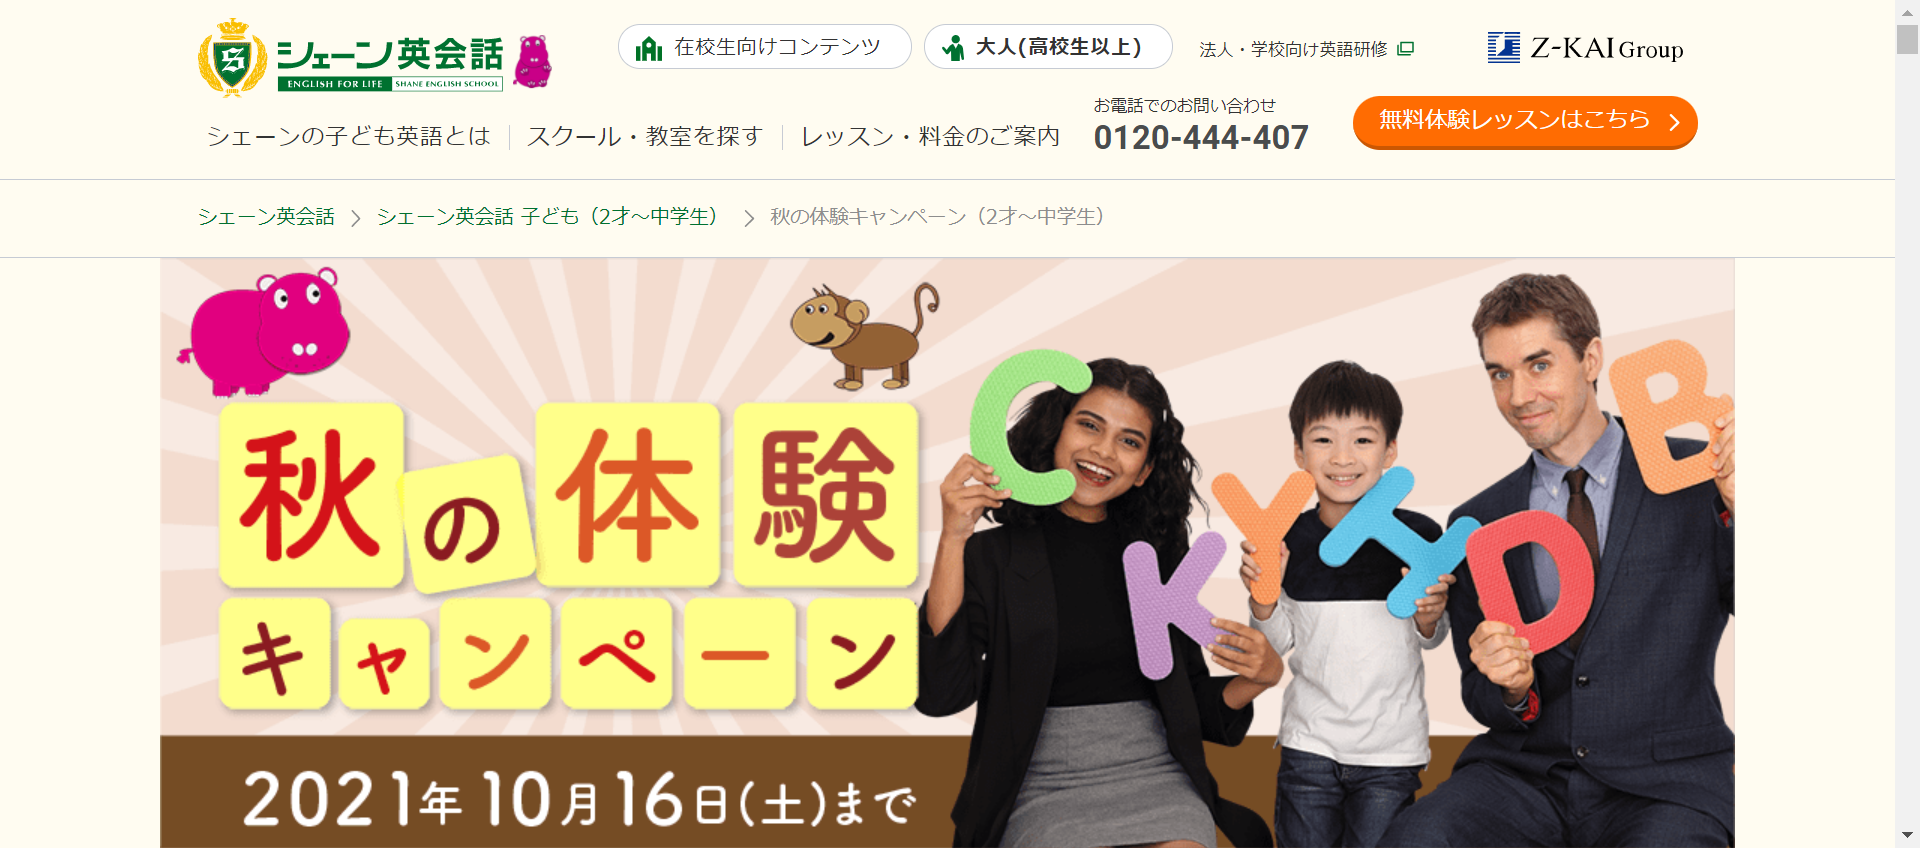 S
シェーン英会話
ENGLISH FOR LIFE SHANE ENGLISH SCHOOL
在校生向けコンテンツ
大人(高校生以上)
法人・学校向け英語研修
Z-KAI Group
シェーンの子ども英語とは
スクール・教室を探す
レッスン・料金のご案内
お電話でのお問い合わせ
0120-444-407
無料体験レッスンはこちら
シェーン英会話
シェーン英会話 子ども（2才～中学生）
秋の体験キャンペーン（2才～中学生）
秋の体験
キャンペーン
2021年10月16日(土)まで
C
K
Y
H
D
B